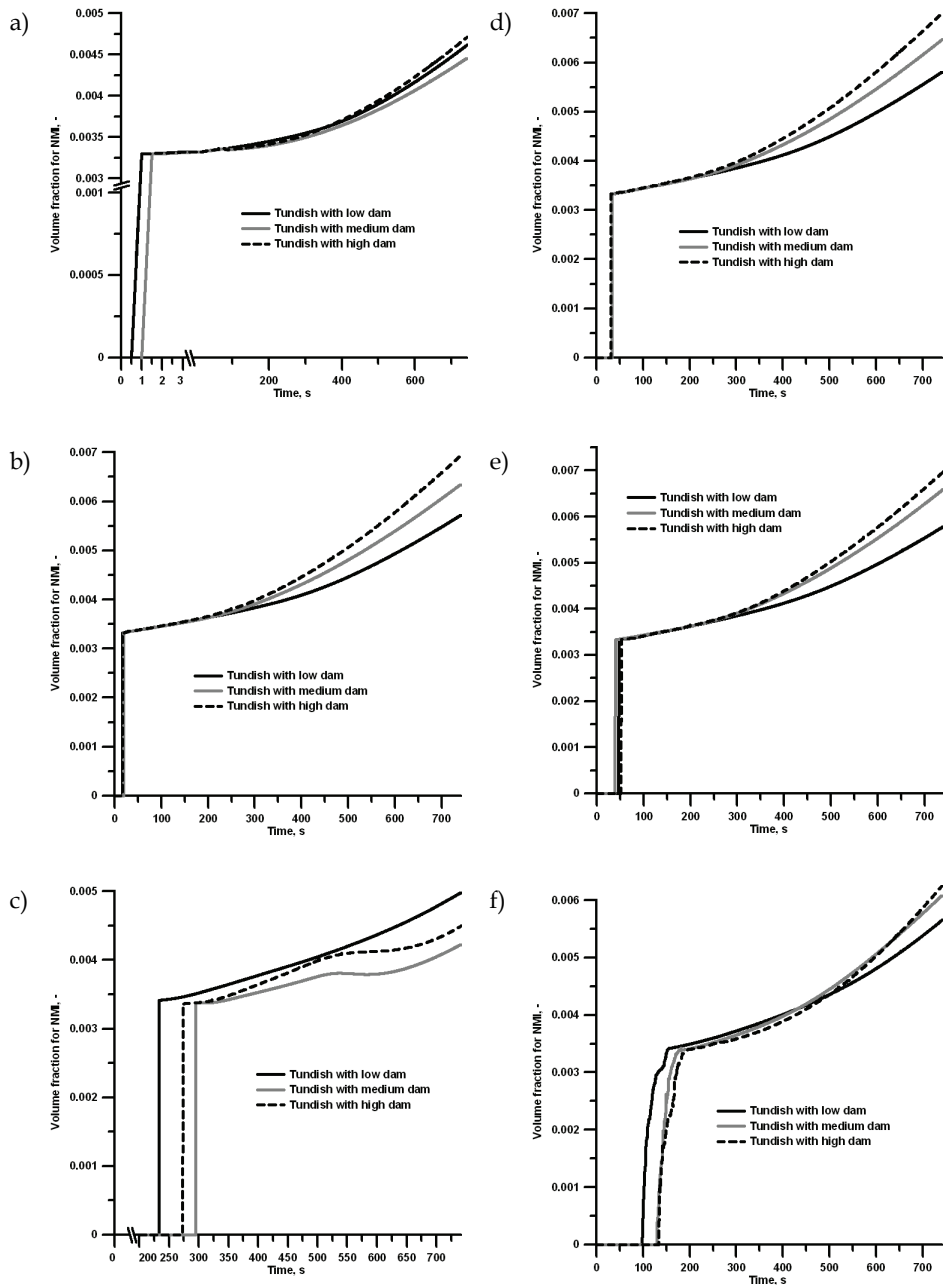 a)
Volume fraction for NMI, -
0.005
0.0045
0.004
0.0035
0.003
0.001
0.0005
0
Tundish with low dam
Tundish with medium dam
Tundish with high dam
0 1 2 3 200 400 600
Time, s
b)
Volume fraction for NMI, -
0.007
0.006
0.005
0.004
0.003
0.002
0.001
0
Tundish with low dam
Tundish with medium dam
Tundish with high dam
0 100 200 300 400 500 600 700
Time, s
c)
Volume fraction for NMI, -
0.005
0.004
0.003
0.002
0.001
0
Tundish with low dam
Tundish with medium dam
Tundish with high dam
0 200 250 300 350 400 450 500 550 600 650 700
Time, s
d)
Volume fraction for NMI, -
0.007
0.006
0.005
0.004
0.003
0.002
0.001
0
Tundish with low dam
Tundish with medium dam
Tundish with high dam
0 100 200 300 400 500 600 700
Time, s
e)
Volume fraction for NMI, -
0.007
0.006
0.005
0.004
0.003
0.002
0.001
0
Tundish with low dam
Tundish with medium dam
Tundish with high dam
0 100 200 300 400 500 600 700
Time, s
f)
Volume fraction for NMI, -
0.006
0.005
0.004
0.003
0.002
0.001
0
Tundish with low dam
Tundish with medium dam
Tundish with high dam
0 100 200 300 400 500 600 700
Time, s